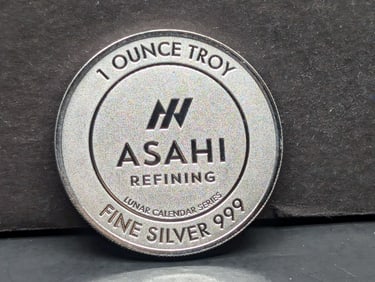 1 OUNCE TROY
ASAHI
REFINING
LUNAR CALENDAR SERIES
FINE SILVER 999